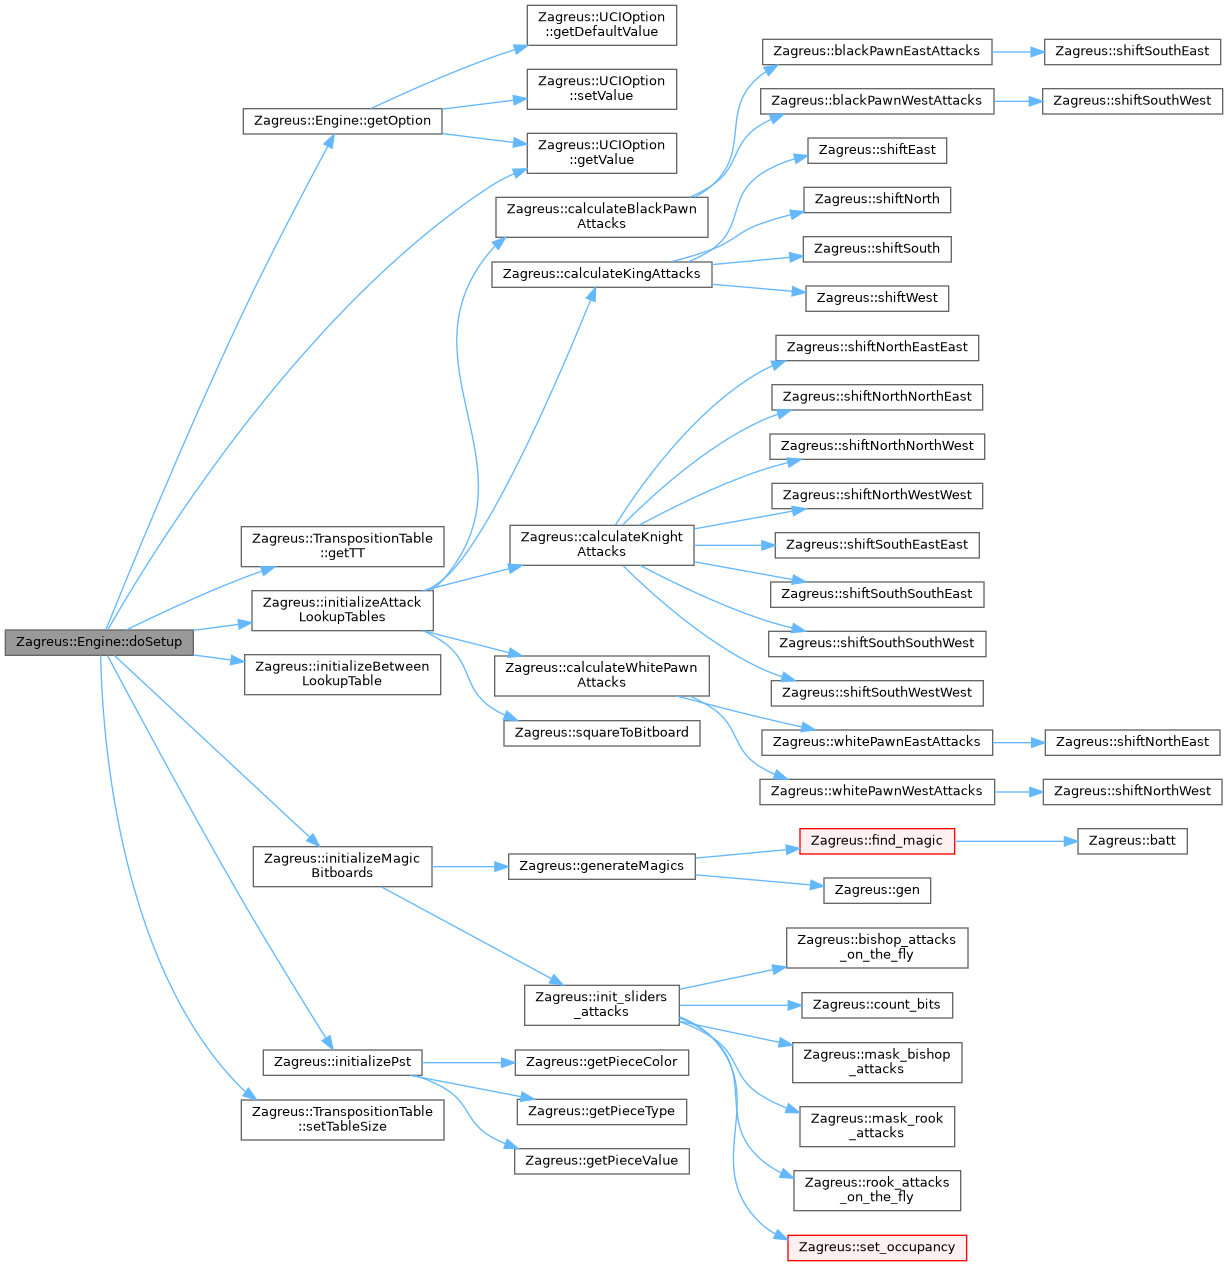 Zagreus::Engine::doSetup
Zagreus::Engine::getOption
Zagreus::UCIOption
::getDefaultValue
Zagreus::UCIOption
::setValue
Zagreus::UCIOption
::getValue
Zagreus::TranspositionTable
::getTT
Zagreus::initializeAttack
LookupTables
Zagreus::calculateBlackPawn
Attacks
Zagreus::blackPawnEastAttacks
Zagreus::shiftSouthEast
Zagreus::blackPawnWestAttacks
Zagreus::shiftSouthWest
Zagreus::calculateKingAttacks
Zagreus::shiftEast
Zagreus::shiftNorth
Zagreus::shiftSouth
Zagreus::shiftWest
Zagreus::calculateKnight
Attacks
Zagreus::shiftNorthEastEast
Zagreus::shiftNorthNorthEast
Zagreus::shiftNorthNorthWest
Zagreus::shiftNorthWestWest
Zagreus::shiftSouthEastEast
Zagreus::shiftSouthSouthEast
Zagreus::shiftSouthSouthWest
Zagreus::shiftSouthWestWest
Zagreus::calculateWhitePawn
Attacks
Zagreus::whitePawnEastAttacks
Zagreus::shiftNorthEast
Zagreus::whitePawnWestAttacks
Zagreus::shiftNorthWest
Zagreus::squareToBitboard
Zagreus::initializeBetween
LookupTable
Zagreus::initializeMagic
Bitboards
Zagreus::generateMagics
Zagreus::find_magic
Zagreus::batt
Zagreus::gen
Zagreus::init_sliders
_attacks
Zagreus::bishop_attacks
_on_the_fly
Zagreus::count_bits
Zagreus::mask_bishop
_attacks
Zagreus::mask_rook
_attacks
Zagreus::rook_attacks
_on_the_fly
Zagreus::set_occupancy
Zagreus::initializePst
Zagreus::getPieceColor
Zagreus::getPieceType
Zagreus::getPieceValue
Zagreus::TranspositionTable
::setTableSize